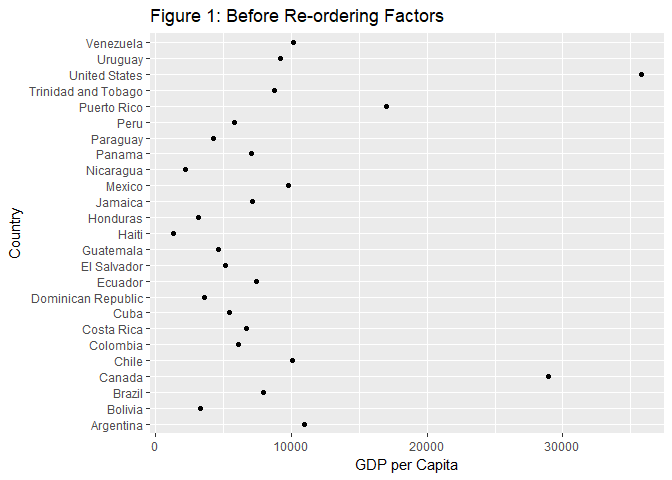 Figure 1: Before Re-ordering Factors
Venezuela
Uruguay
United States
Trinidad and Tobago
Puerto Rico
Peru
Paraguay
Panama
Nicaragua
Mexico
Jamaica
Honduras
Haiti
Guatemala
El Salvador
Ecuador
Dominican Republic
Cuba
Costa Rica
Colombia
Chile
Canada
Brazil
Bolivia
Argentina
Country
0 10000 20000 30000
GDP per Capita